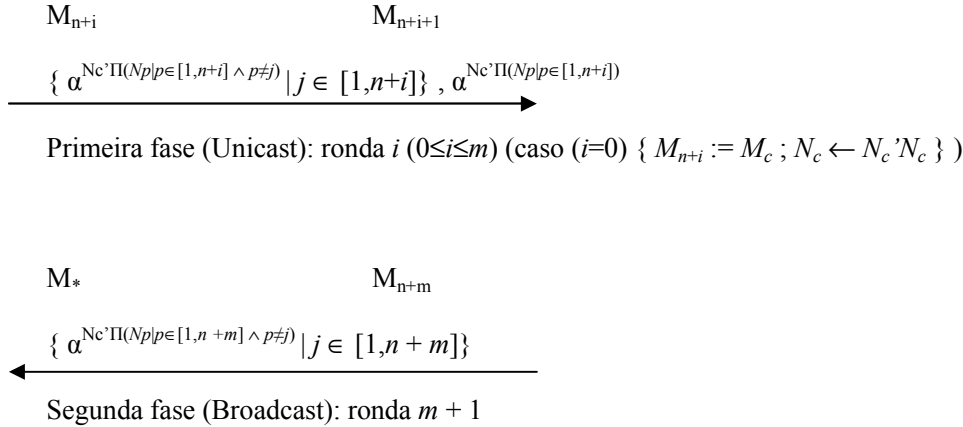 Mn+i Mn+i+1
{ αNc’Π(Np|p∈[1,n+i] ∧ p≠j) | j ∈ [1,n+i]} , αNc’Π(Np|p∈[1,n+i])
Primeira fase (Unicast): ronda i (0≤i≤m) (caso (i=0) { Mn+i := Mc ; Nc ← Nc’Nc } )
M* Mn+m
{ αNc’Π(Np|p∈[1,n +m] ∧ p≠j) | j ∈ [1,n + m]}
Segunda fase (Broadcast): ronda m + 1